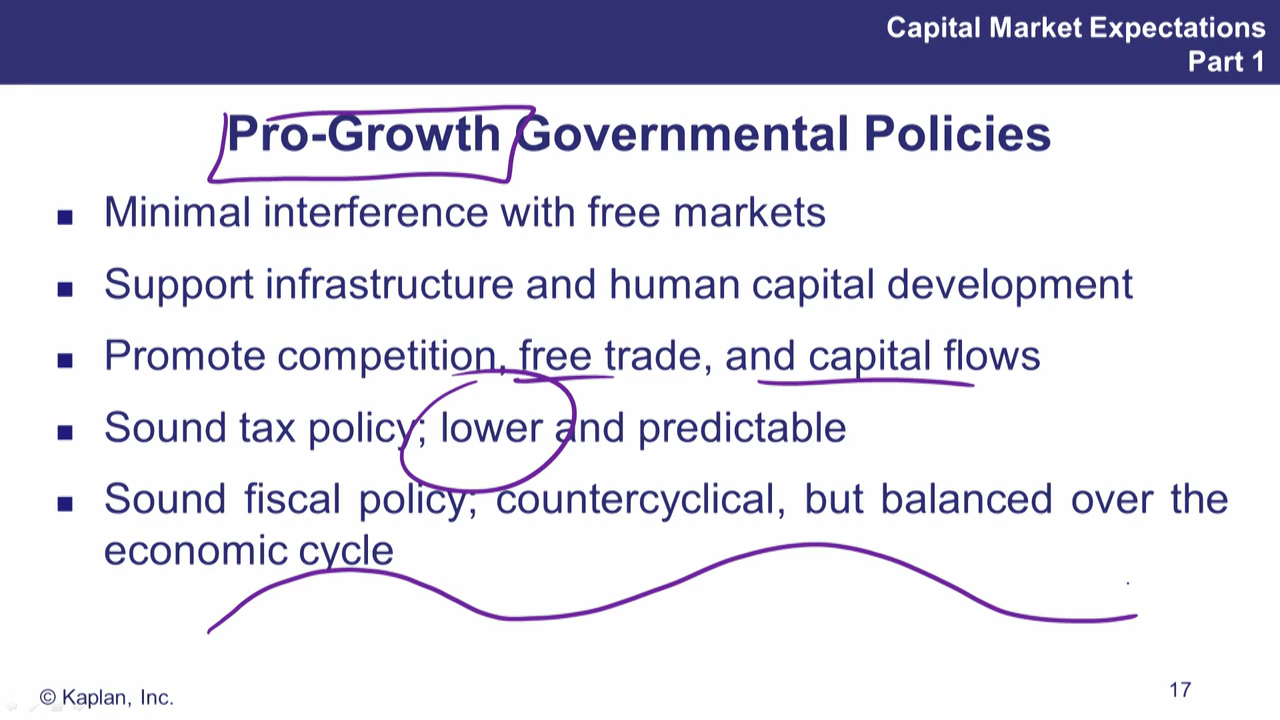 Capital Market Expectations
Part 1
Pro-Growth Governmental Policies
■ Minimal interference with free markets
■ Support infrastructure and human capital development
■ Promote competition, free trade, and capital flows
■ Sound tax policy; lower and predictable
■ Sound fiscal policy; countercyclical, but balanced over the
economic cycle
© Kaplan, Inc.
17